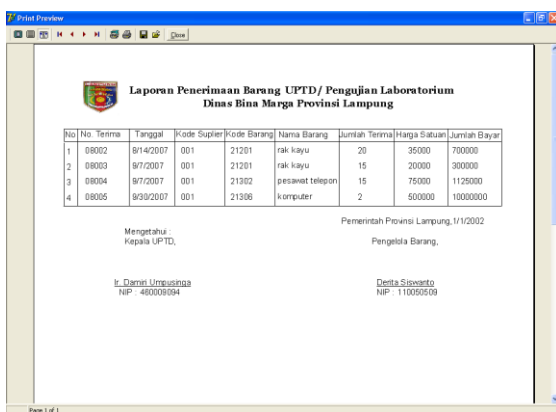 Print Preview
Close
Laporan Penerimaan Barang UPTD/ Pengujian Laboratorium
Dinas Bina Marga Provinsi Lampung
No No. Terima Tanggal Kode Suplier Kode Barang Nama Barang Jumlah Terima Harga Satuan Jumlah Bayar
1 08002 8/14/2007 001 21201 rak kayu 20 35000 700000
2 08003 9/7/2007 001 21201 rak kayu 15 20000 300000
3 08004 9/7/2007 001 21302 pesawat telepon 15 75000 1125000
4 08005 9/30/2007 001 21306 komputer 2 500000 10000000
Pemerintah Provinsi Lampung,1/1/2002
Mengetahui :
Kepala UPTD, Pengelola Barang,
Ir. Damiri Umpusinga Derita Siswanto
NIP : 460009094 NIP : 110050509
Page 1 of 1